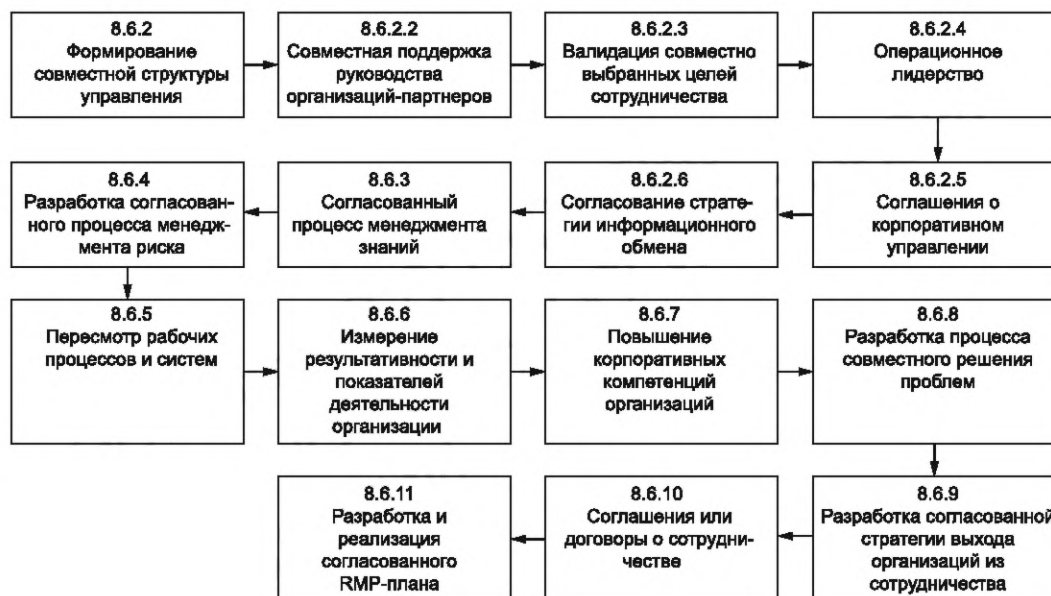 8.6.2
Формирование
совместной структуры
управления
8.6.2.2
Совместная поддержка
руководства
организаций-партнеров
8.6.2.3
Валидация совместно
выбранных целей
сотрудничества
8.6.2.4
Операционное
лидерство
8.6.2.5
Соглашения о
корпоративном
управлении
8.6.2.6
Согласование страте-
гии информационного
обмена
8.6.3
Согласованный
процесс менеджмента
знаний
8.6.4
Разработка согласован-
ного процесса менедж-
мента риска
8.6.5
Пересмотр рабочих
процессов и систем
8.6.6
Измерение
результативности и
показателей
деятельности
организации
8.6.7
Повышение
корпоративных
компетенций
организаций
8.6.8
Разработка процесса
совместного решения
проблем
8.6.9
Разработка согласованной
стратегии выхода
организаций из
сотрудничества
8.6.10
Соглашения или
договоры о сотрудни-
честве
8.6.11
Разработка и
реализация
согласованного
RMP-плана